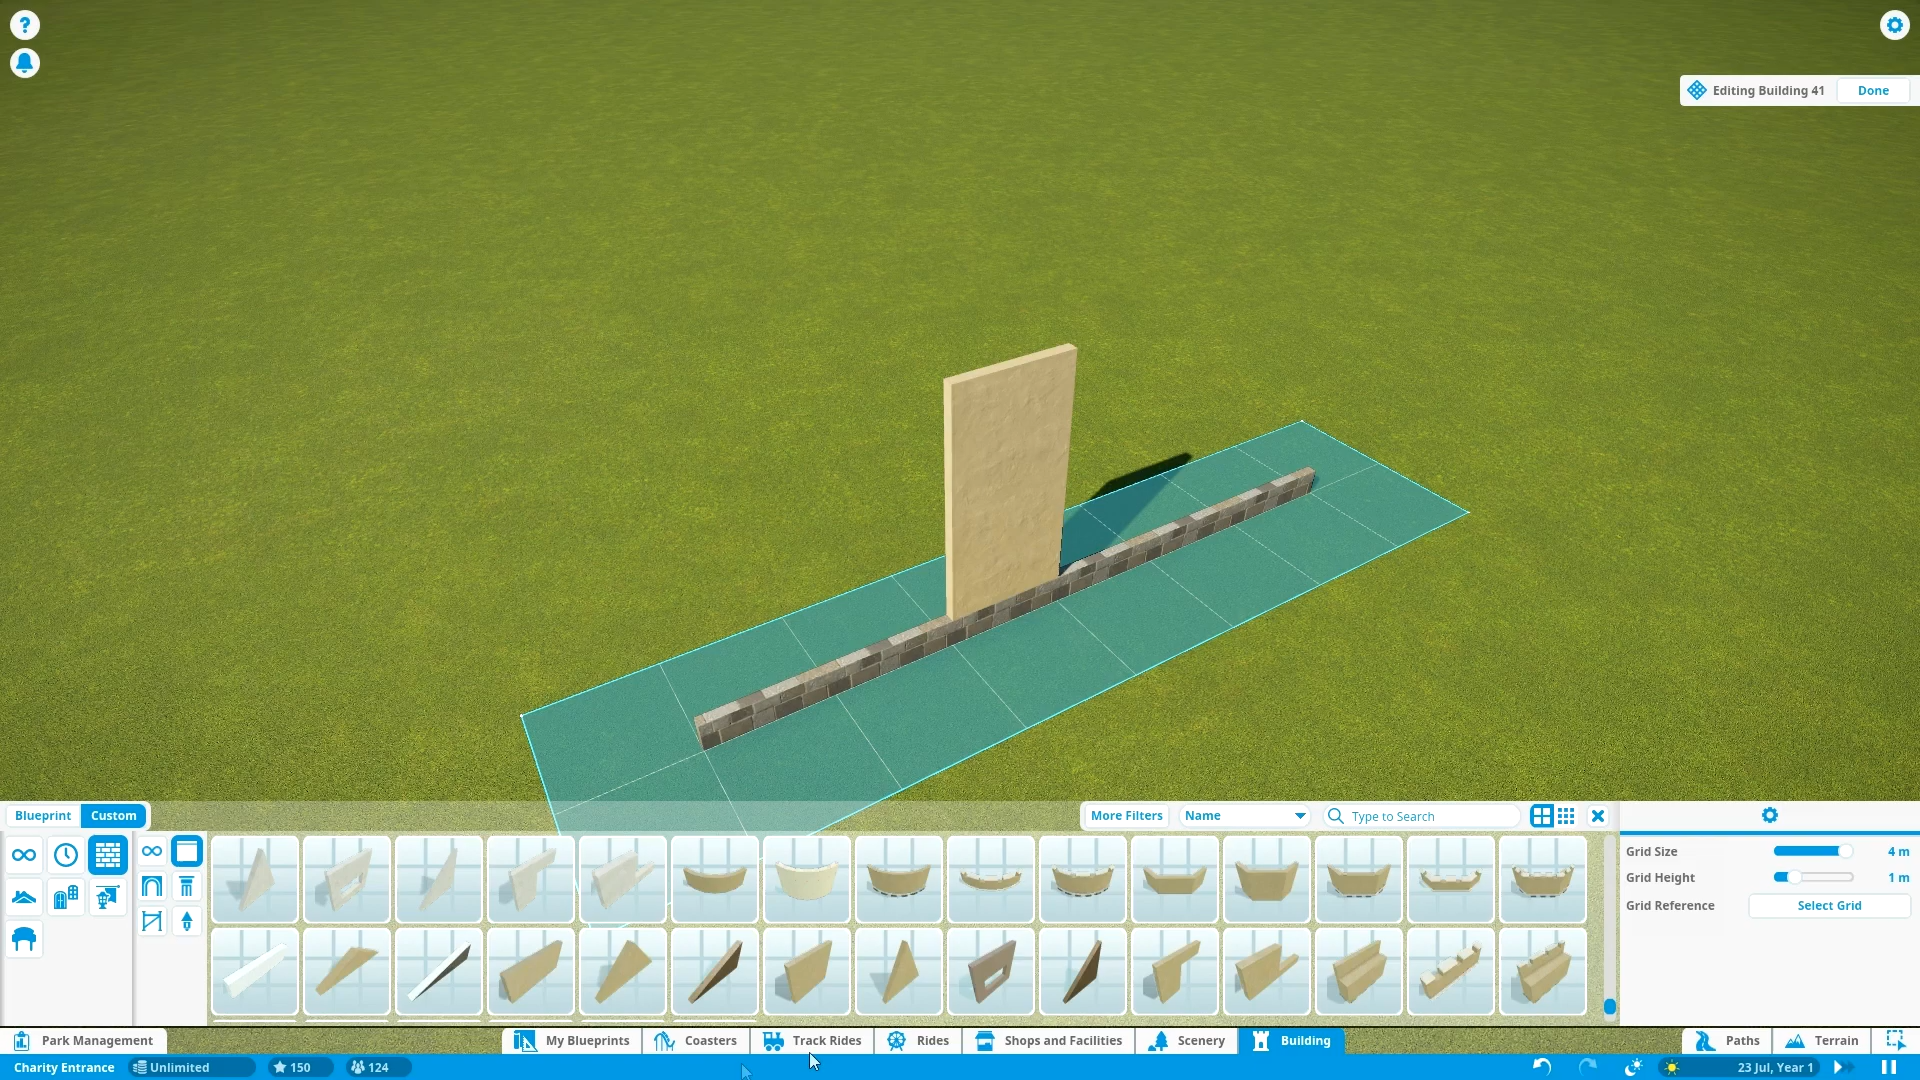 ?
Editing Building 41 Done
Blueprint Custom More Filters Name Type to Search
Grid Size 4 m
Grid Height 1 m
Grid Reference Select Grid
Park Management My Blueprints Coasters Track Rides Rides Shops and Facilities Scenery Building Paths Terrain
Charity Entrance Unlimited 150 124 23 Jul, Year 1